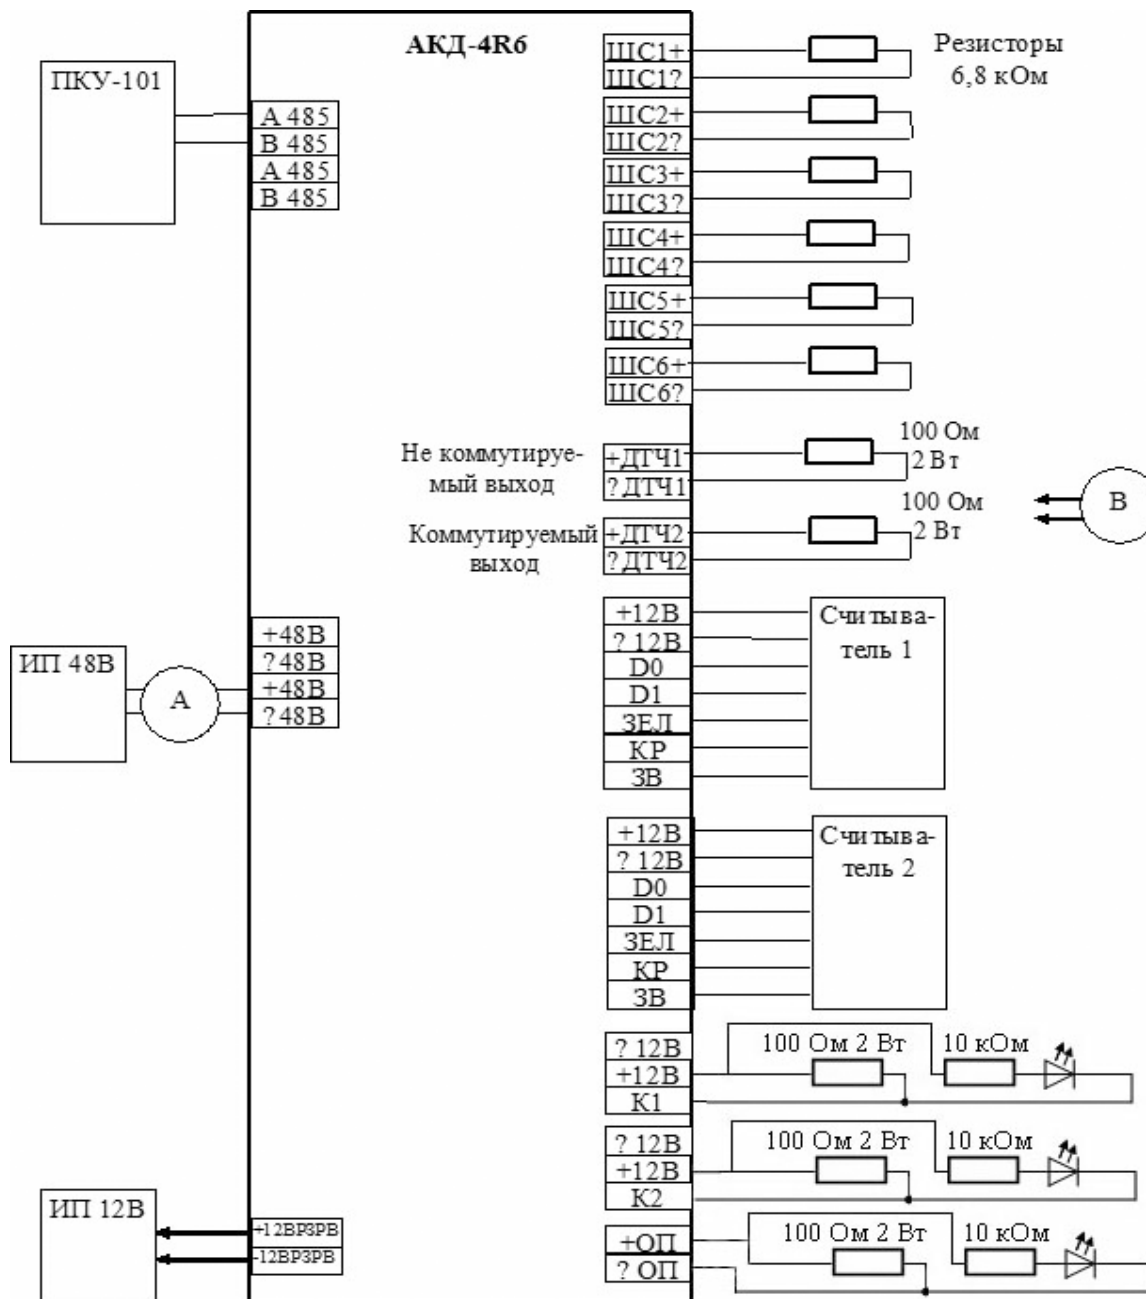 АКД-4R6
ПКУ-101
А 485
В 485
А 485
В 485
ШС1+
ШС1?
ШС2+
ШС2?
ШС3+
ШС3?
ШС4+
ШС4?
ШС5+
ШС5?
ШС6+
ШС6?
Резисторы
6,8 кОм
Не коммутируе-
мый выход
+ДТЧ1
? ДТЧ1
100 Ом
2 Вт
Коммутируемый
выход
+ДТЧ2
? ДТЧ2
100 Ом
2 Вт
В
ИП 48В
А
+48В
?48В
+48В
?48В
+12В
? 12В
D0
D1
ЗЕЛ
КР
ЗВ
Считыва-
тель 1
+12В
? 12В
D0
D1
ЗЕЛ
КР
ЗВ
Считыва-
тель 2
? 12В
+12В
К1
100 Ом 2 Вт
10 кОм
? 12В
+12В
К2
100 Ом 2 Вт
10 кОм
ИП 12В
+12ВРЗРВ
-12ВРЗРВ
+ОП
? ОП
100 Ом 2 Вт
10 кОм